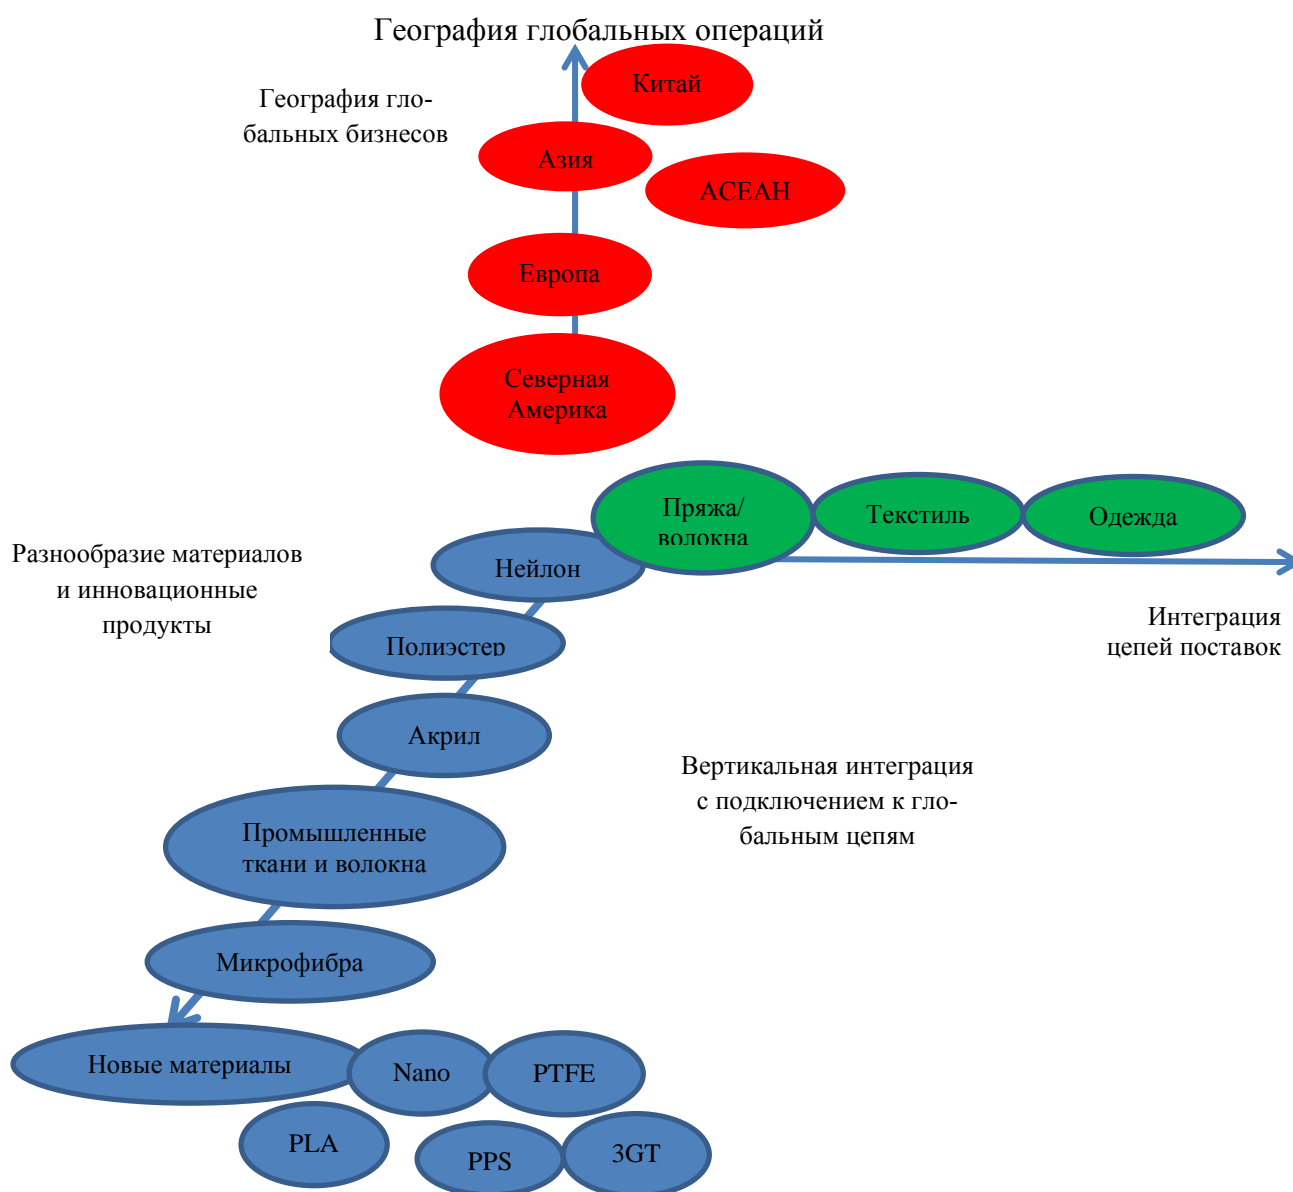 География глобальных операций
Китай
География гло-
бальных бизнесов
Азия
АСЕАН
Европа
Северная
Америка
Пряжа/
волокна
Текстиль
Одежда
Разнообразие материалов
и инновационные
продукты
Нейлон
Интеграция
цепей поставок
Полиэстер
Акрил
Вертикальная интеграция
с подключением к гло-
бальным цепям
Промышленные
ткани и волокна
Микрофибра
Новые материалы
Nano
PTFE
PLA
PPS
3GT